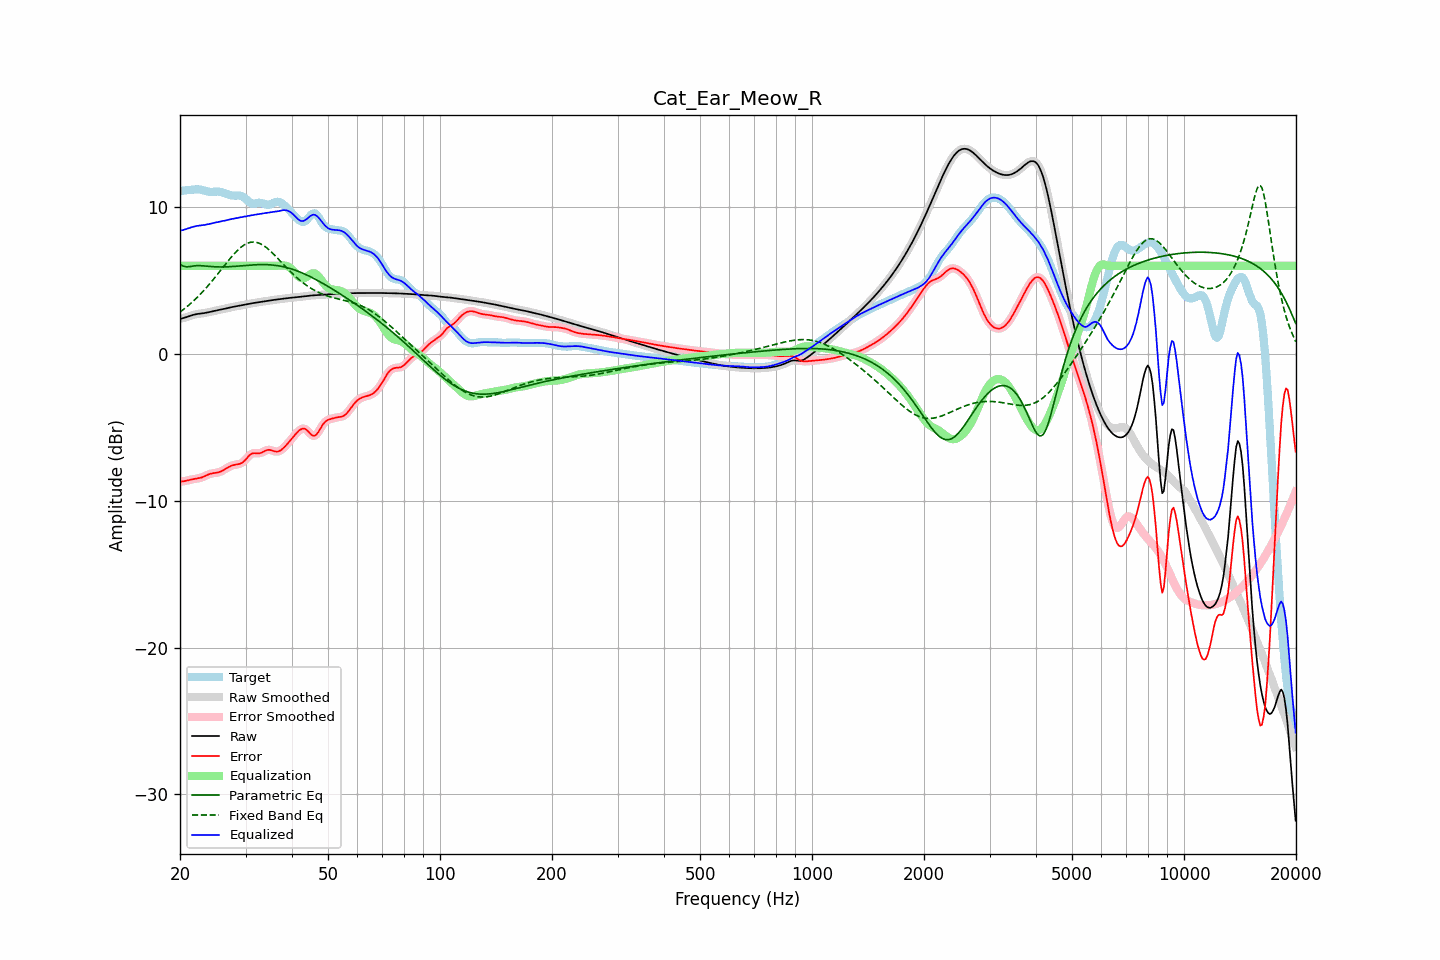 Cat_Ear_Meow_R
Amplitude (dBr)
10
0
−10
−20
−30
Target
Raw Smoothed
Error Smoothed
Raw
Error
Equalization
Parametric Eq
Fixed Band Eq
Equalized
20 50 100 200 500 1000 2000 5000 10000 20000
Frequency (Hz)